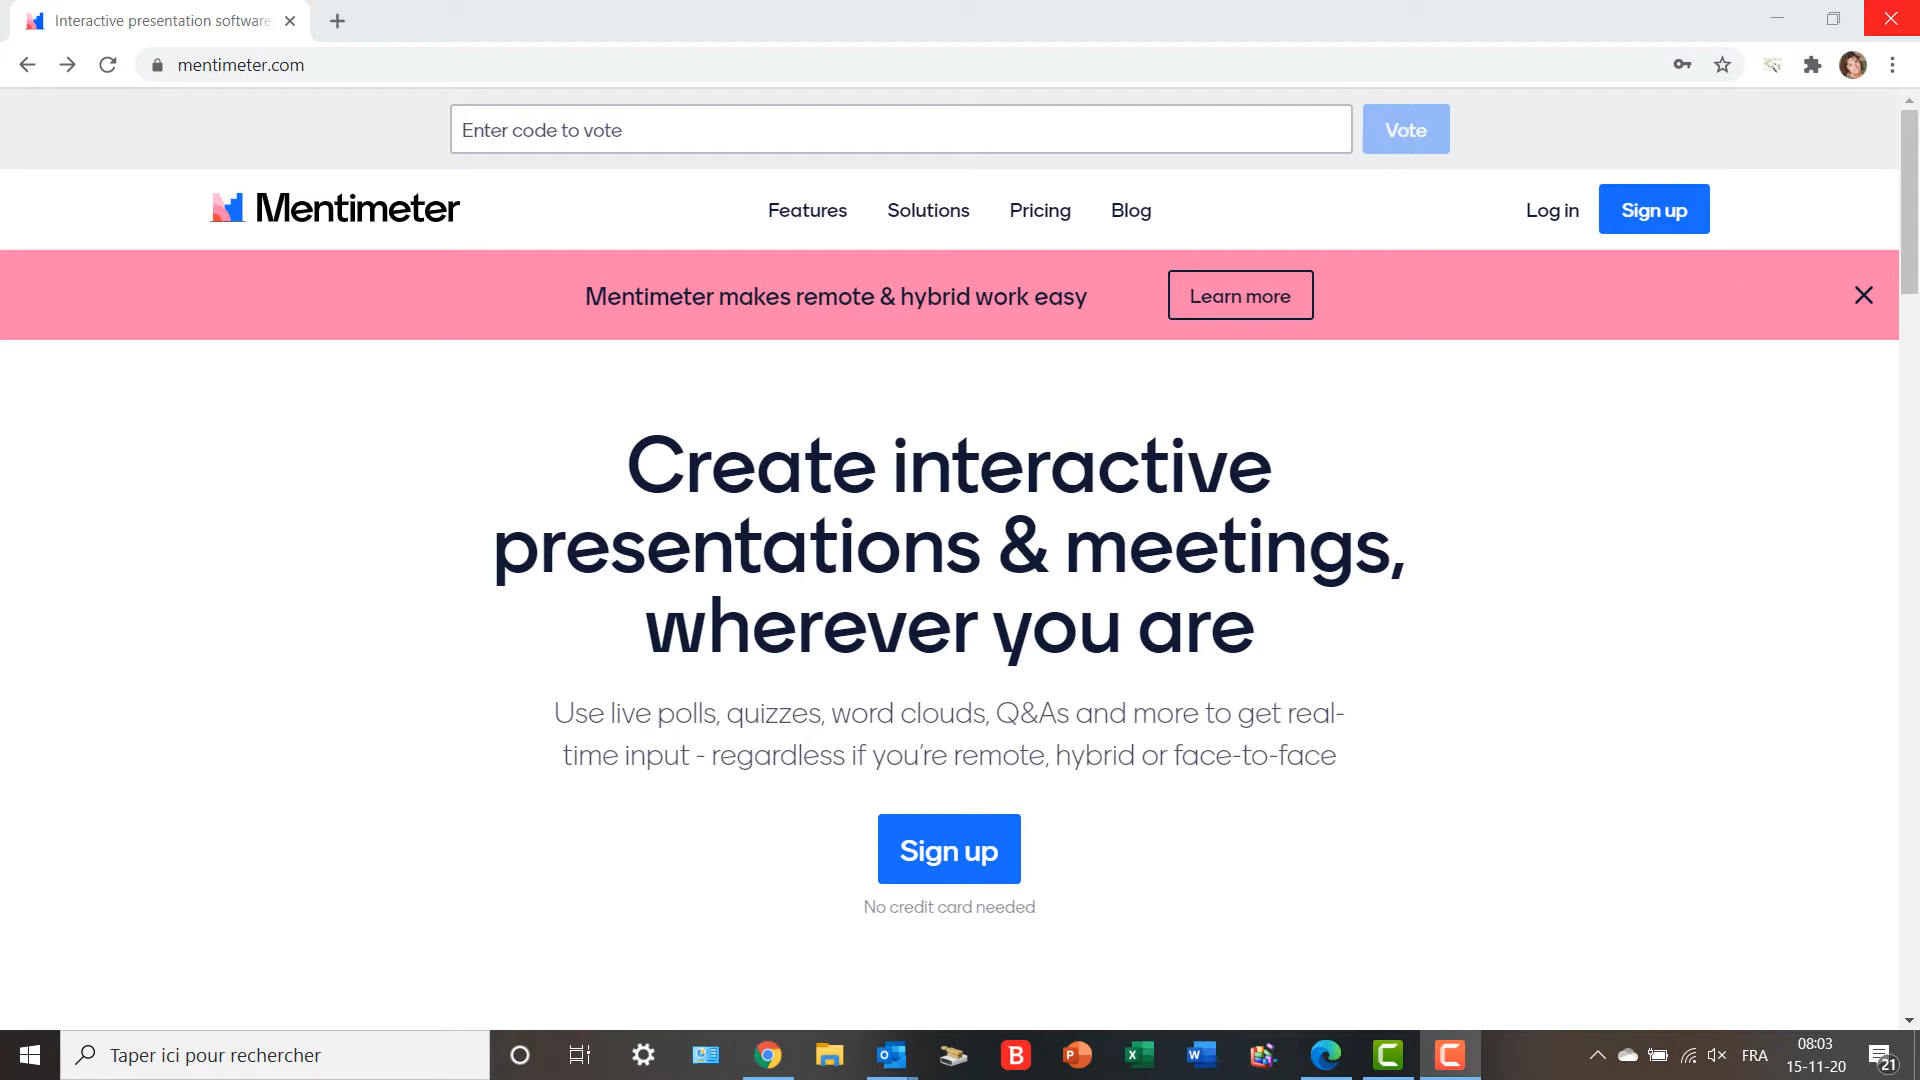 Interactive presentation software
mentimeter.com
Enter code to vote
Vote
Mentimeter
Features
Solutions
Pricing
Blog
Log in
Sign up
Mentimeter makes remote & hybrid work easy
Learn more
Create interactive
presentations & meetings,
wherever you are
Use live polls, quizzes, word clouds, Q&As and more to get real-
time input - regardless if you're remote, hybrid or face-to-face
Sign up
No credit card needed
Taper ici pour rechercher
FRA
08:03
15-11-20
21